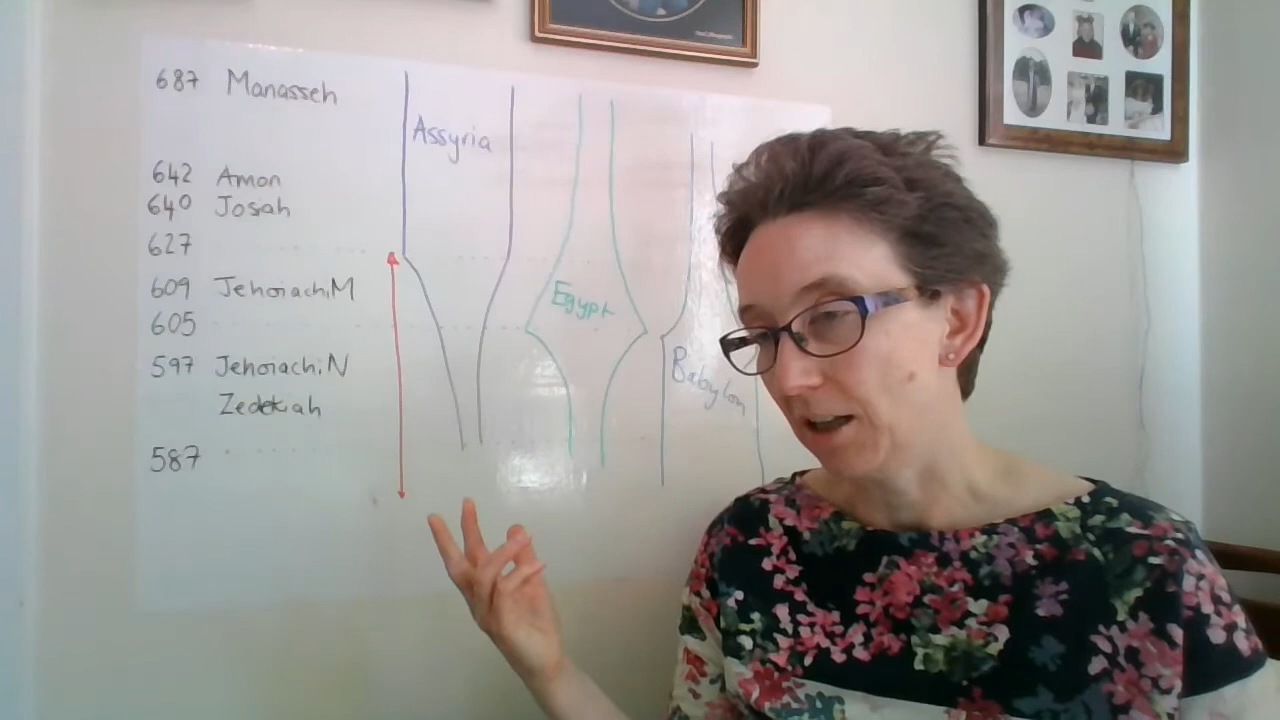 687 Manasseh
Assyria
642 Amon
640 Josah
627
609 JehoiachiM
Egypt
605
597 JehoiachiN
Babylon
Zedekiah
587